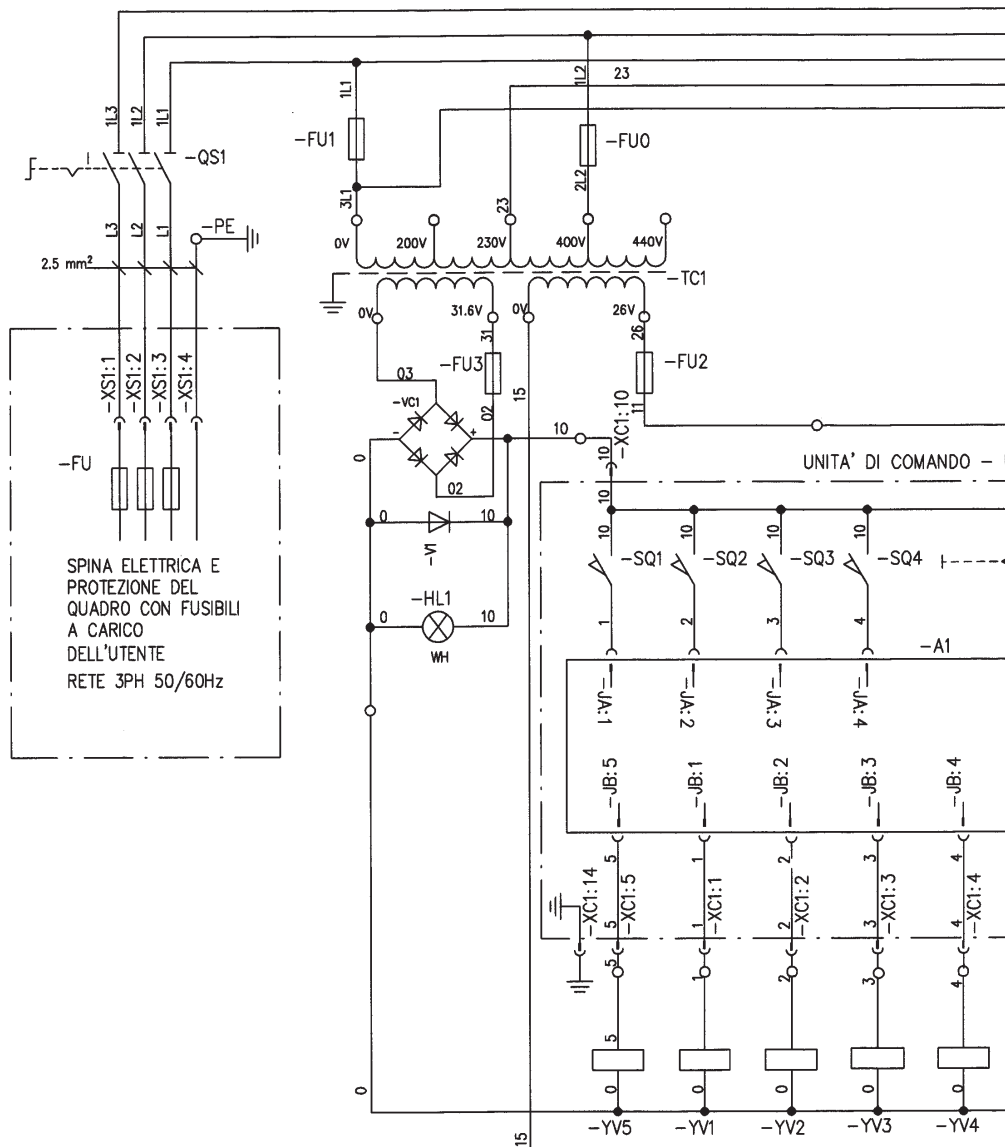 1L3
1L2
1L1
-QS1
L3
L2
L1
-PE
2.5 mm²
-XS1:1
-XS1:2
-XS1:3
-XS1:4
-FU
SPINA ELETTRICA E
PROTEZIONE DEL
QUADRO CON FUSIBILI
A CARICO
DELL'UTENTE
RETE 3PH 50/60Hz
1L1
-FU1
3L1
1L2
23
-FU0
2L2
23
0V
200V
230V
400V
440V
-TC1
0V
31.6V
0V
26V
31
26
-FU3
-FU2
03
02
15
11
-VC1
-
+
02
10
-XC1:10
10
0
0
10
-V1
-HL1
0
10
WH
UNITA' DI COMANDO -
10
10
10
10
10
-SQ1
-SQ2
-SQ3
-SQ4
1
2
3
4
-A1
-JA:1
-JA:2
-JA:3
-JA:4
-JB:5
-JB:1
-JB:2
-JB:3
-JB:4
5
1
2
3
4
-XC1:14
-XC1:5
-XC1:1
-XC1:2
-XC1:3
-XC1:4
5
1
2
3
4
5
1
2
3
4
5
0
0
0
0
0
0
-YV5
-YV1
-YV2
-YV3
-YV4
15